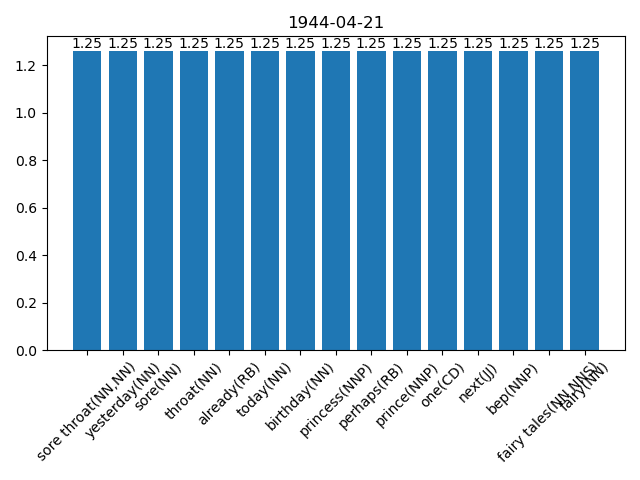 1944-04-21
1.25 1.25 1.25 1.25 1.25 1.25 1.25 1.25 1.25 1.25 1.25 1.25 1.25 1.25 1.25
1.2
1.0
0.8
0.6
0.4
0.2
0.0
sore throat(NN,NN)
yesterday(NN)
sore(NN)
throat(NN)
already(RB)
today(NN)
birthday(NN)
princess(NNP)
perhaps(RB)
prince(NNP)
one(CD)
next(JJ)
bep(NNP)
fairy tales(NN,NNS)
fairy(NN)